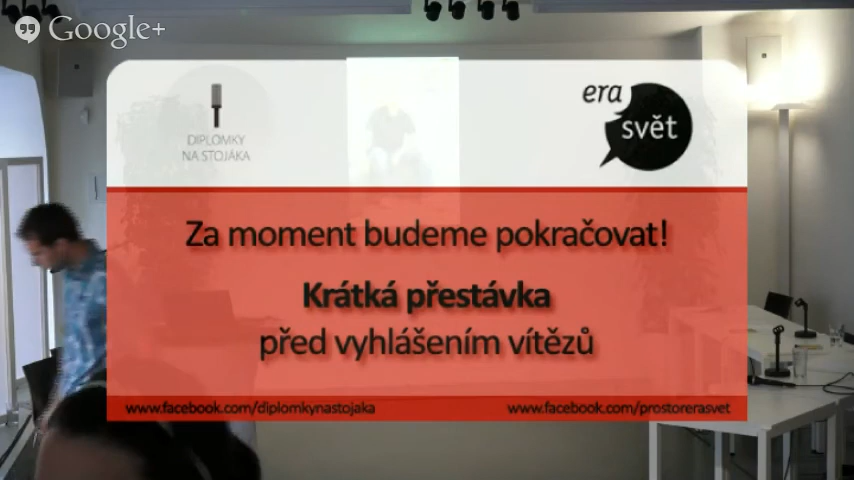 Google+
DIPLOMKY
NA STOJÁKA
era
svět
Za moment budeme pokračovat!
Krátká přestávka
před vyhlášením vítězů
www.facebook.com/diplomkynastojaka
www.facebook.com/prostorerasvet